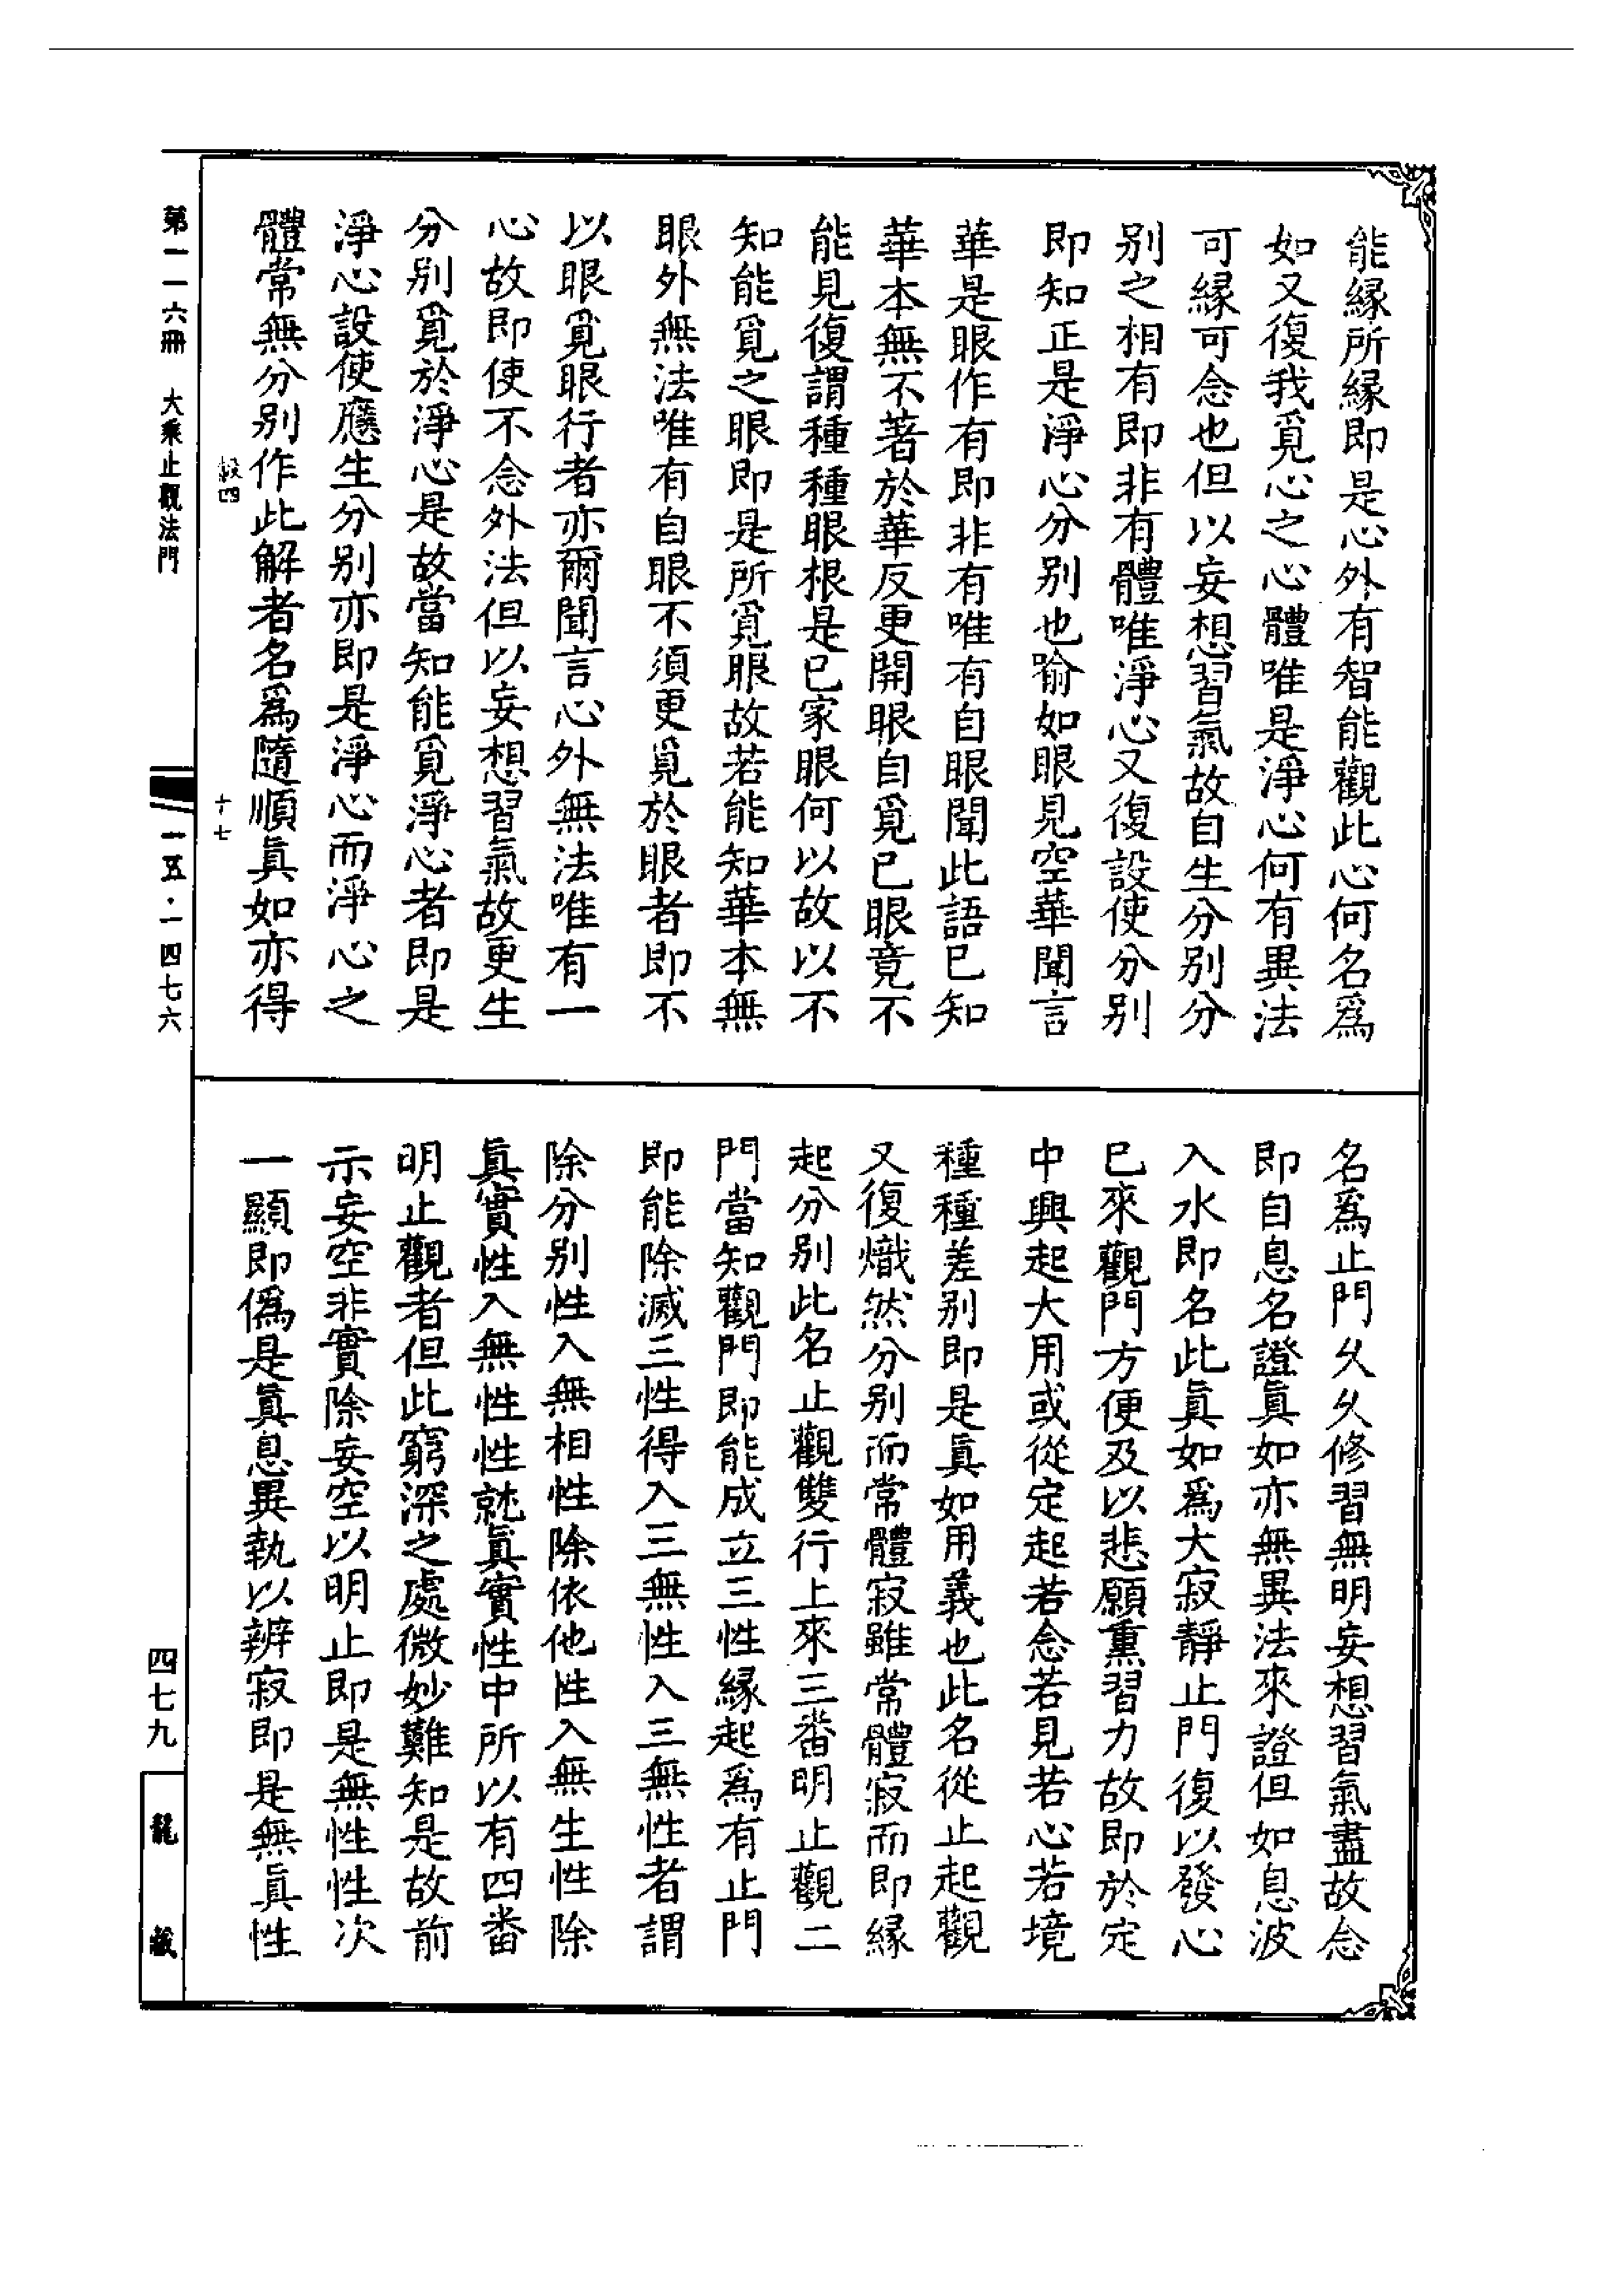 能緣所緣即是心外有智能觀此心何名爲
如又復我覓心之心體唯是淨心何有異法
可緣可念也但以妄想習氣故自生分別分
別之相有即非有體唯淨心又復設使分別
即知正是淨心分別也喻如眼見空華聞言
華是眼作有即非有唯有自眼聞此語已知
華本無不著於華反更開眼自覓己眼竟不
能見復謂種種眼根是己家眼何以故以不
知能覓之眼即是所覓眼故若能知華本無
眼外無法唯有自眼不須更覓於眼者即不
以眼覓眼行者亦爾聞言心外無法唯有一
心故即使不念外法但以妄想習氣故更生
分別覓於淨心是故當知能覓淨心者即是
淨心設使應生分別亦即是淨心而淨心之
體常無分別作此解者名爲隨順眞如亦得
名爲止門久久修習無明妄想習氣盡故念
即自息名證眞如亦無異法來證但如息波
入水即名此眞如爲大寂靜止門復以發心
已來觀門方便及以悲願熏習力故即於定
中興起大用或從定起若念若見若心若境
種種差別即是眞如用義也此名從止起觀
又復熾然分別而常體寂雖常體寂而即緣
起分別此名止觀雙行上來三番明止觀二
門當知觀門即能成立三性緣起爲有止門
即能除滅三性得入三無性入三無性者謂
除分別性入無相性除依他性入無生性除
眞實性入無性性就眞實性中所以有四番
明止觀者但此窮深之處微妙難知是故前
示妄空非實除妄空以明止即是無性性次
一顯即僞是眞息異執以辨寂即是無眞性
穀四
十七
第一一六冊 大乘止觀法門
一五·一四七六
四七九
龍藏